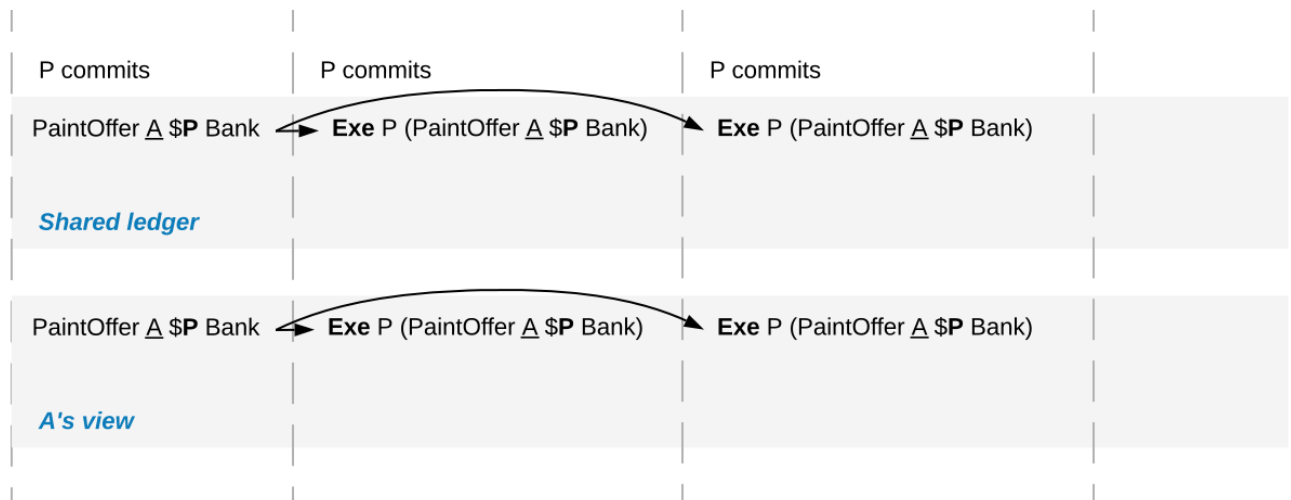 P commits P commits P commits
PaintOffer A $P Bank Exe P (PaintOffer A $P Bank) Exe P (PaintOffer A $P Bank)
Shared ledger
PaintOffer A $P Bank Exe P (PaintOffer A $P Bank) Exe P (PaintOffer A $P Bank)
A's view